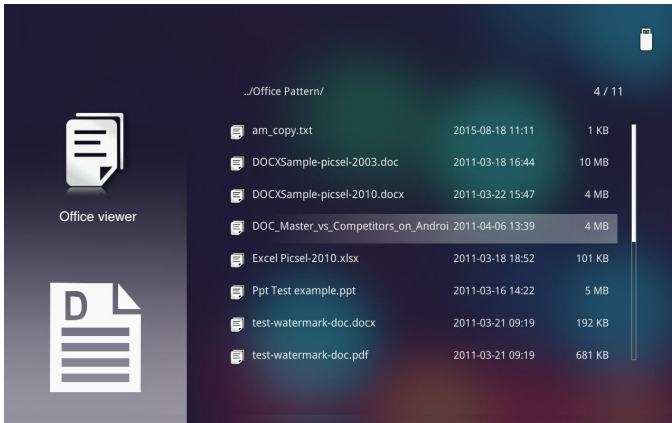 ../Office Pattern/ 4 / 11
am_copy.txt 2015-08-18 11:11 1 KB
DOCXSample-picsel-2003.doc 2011-03-18 16:44 10 MB
DOCXSample-picsel-2010.docx 2011-03-22 15:47 4 MB
Office viewer
DOC_Master_vs_Competitors_on_Androi 2011-04-06 13:39 4 MB
Excel Picsel-2010.xlsx 2011-03-18 18:52 101 KB
Ppt Test example.ppt 2011-03-16 14:22 5 MB
D
test-watermark-doc.docx 2011-03-21 09:19 192 KB
test-watermark-doc.pdf 2011-03-21 09:19 681 KB